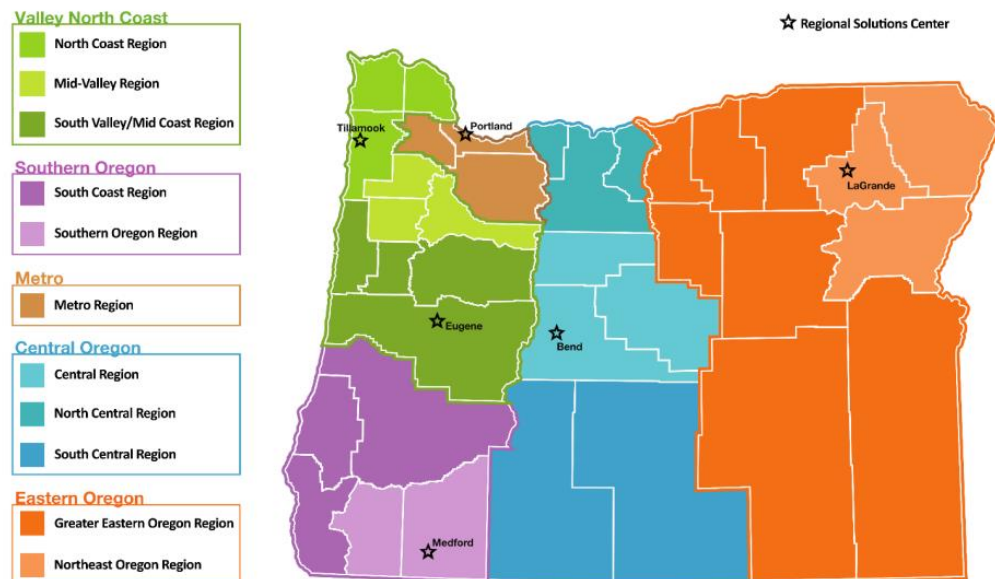 Valley North Coast
North Coast Region
Mid-Valley Region
South Valley/Mid Coast Region
Southern Oregon
South Coast Region
Southern Oregon Region
Metro
Metro Region
Central Oregon
Central Region
North Central Region
South Central Region
Eastern Oregon
Greater Eastern Oregon Region
Northeast Oregon Region
Regional Solutions Center
Tillamook
Portland
LaGrande
Eugene
Bend
Medford